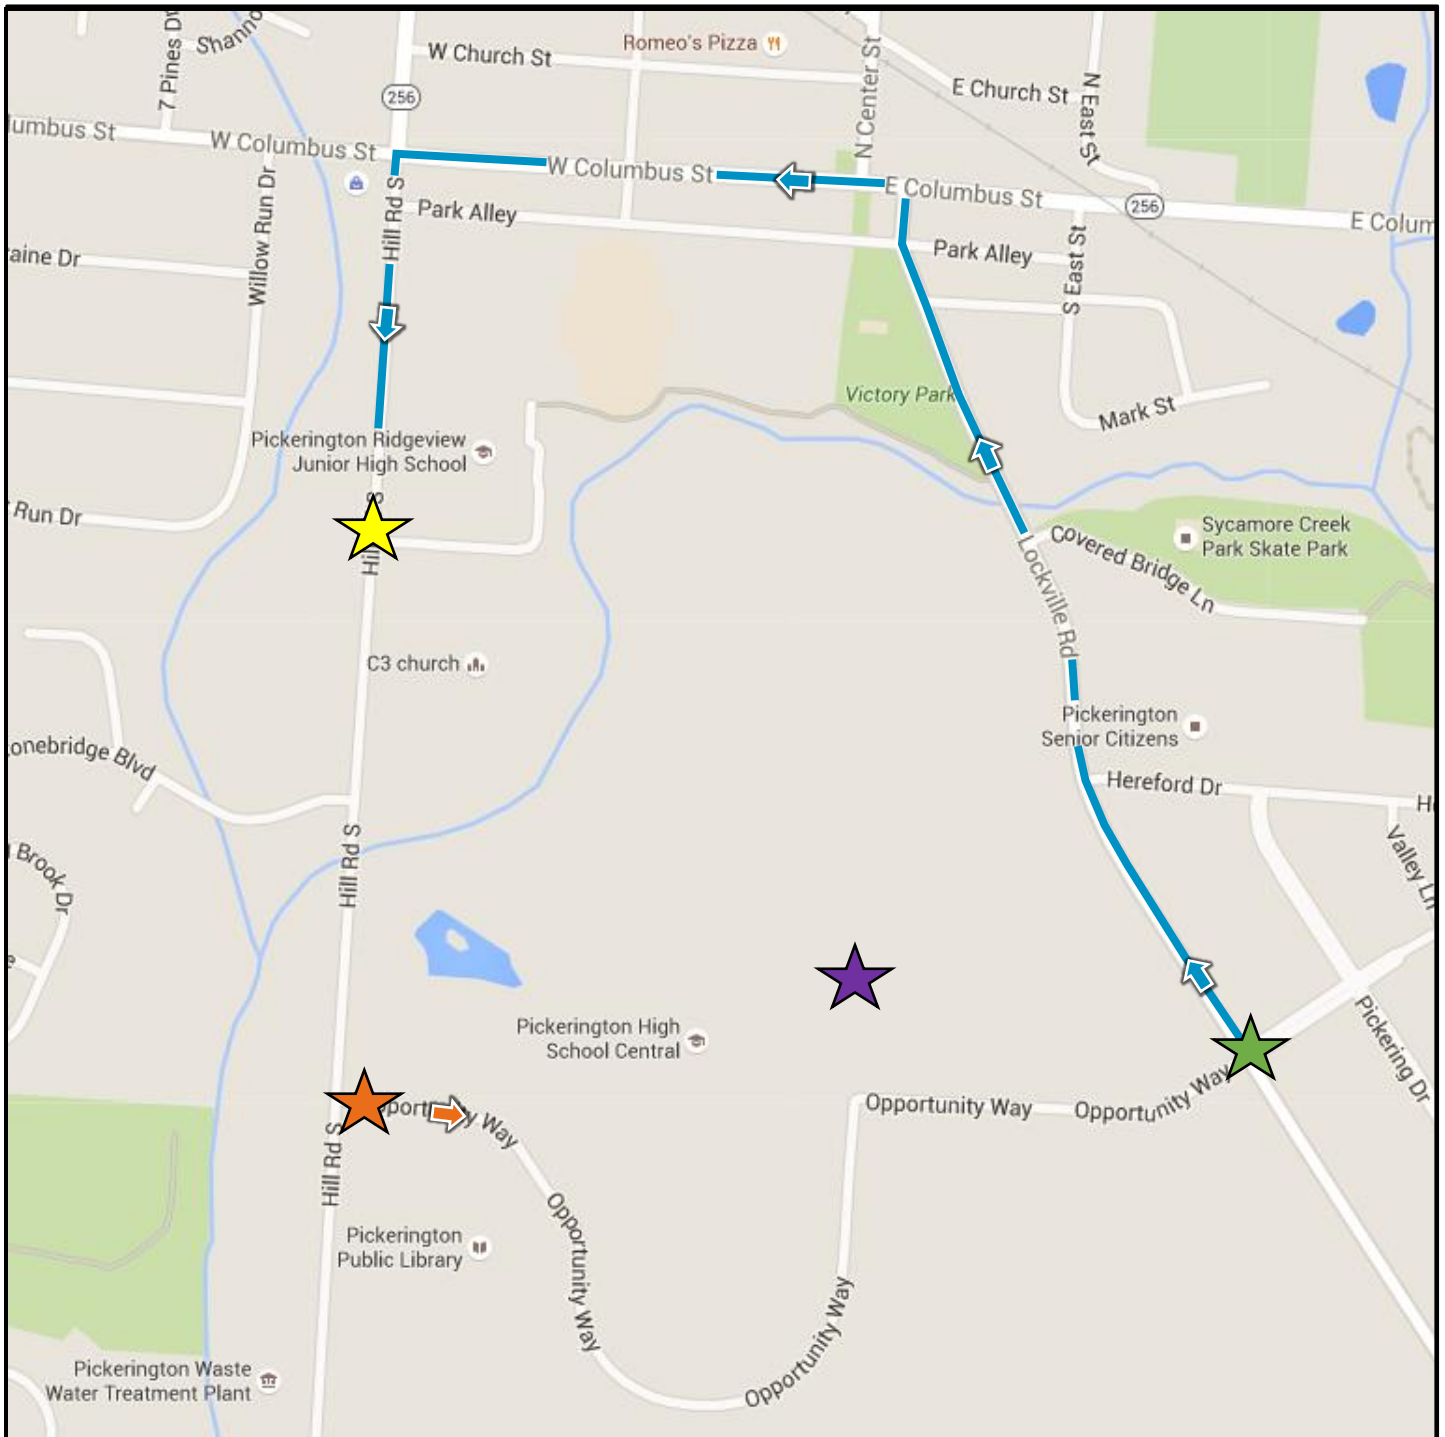 Shanno
7 Pines D
W Church St
Romeo's Pizza
N Center St
E Church St
N East St
256
lumbus St
W Columbus St
W Columbus St
E Columbus St
256
E Colum
Willow Run Dr
Hill Rd S
Park Alley
Park Alley
S East St
raine Dr
Victory Park
Mark St
Pickerington Ridgeview
Junior High School
S
Hil
Run Dr
Sycamore Creek
Park Skate Park
Covered Bridge Ln
Lockville Rd
C3 church
Pickerington
Senior Citizens
onebridge Blvd
Hereford Dr
He
Valley Ln
Hill Rd S
Brook Dr
e
Pickerington High
School Central
Pickering Dr
pportunity Way
Opportunity Way
Opportunity Way
Hill Rd S
Opportunity Way
Pickerington
Public Library
Opportunity Way
Pickerington Waste
Water Treatment Plant